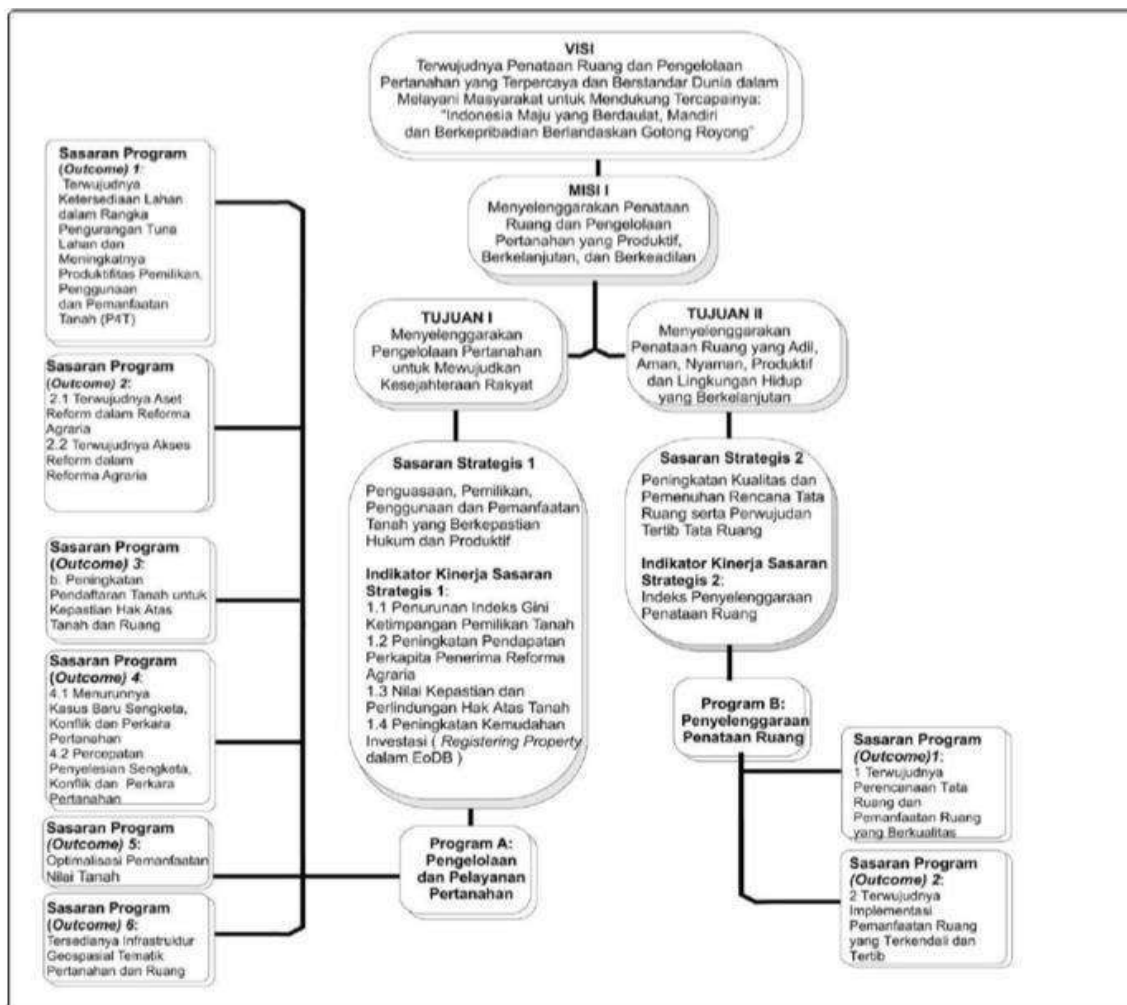 VISI
Terwujudnya Penataan Ruang dan Pengelolaan
Pertanahan yang Terpercaya dan Berstandar Dunia dalam
Melayani Masyarakat untuk Mendukung Tercapainya:
"Indonesia Maju yang Berdaulat, Mandiri
dan Berkepribadian Berlandaskan Gotong Royong"
MISI I
Menyelenggarakan Penataan
Ruang dan Pengelolaan
Pertanahan yang Produktif,
Berkelanjutan, dan Berkeadilan
TUJUAN I
Menyelenggarakan
Pengelolaan Pertanahan
untuk Mewujudkan
Kesejahteraan Rakyat
TUJUAN II
Menyelenggarakan
Penataan Ruang yang Adil,
Aman, Nyaman, Produktif
dan Lingkungan Hidup
yang Berkelanjutan
Sasaran Strategis 1
Penguasaan, Pemilikan,
Penggunaan dan Pemanfaatan
Tanah yang Berkepastian
Hukum dan Produktif
Indikator Kinerja Sasaran
Strategis 1:
1.1 Penurunan Indeks Gini
Ketimpangan Pemilikan Tanah
1.2 Peningkatan Pendapatan
Perkapita Penerima Reforma
Agraria
1.3 Nilai Kepastian dan
Perlindungan Hak Atas Tanah
1.4 Peningkatan Kemudahan
Investasi ( Registering Property
dalam EoDB )
Sasaran Strategis 2
Peningkatan Kualitas dan
Pemenuhan Rencana Tata
Ruang serta Perwujudan
Tertib Tata Ruang
Indikator Kinerja Sasaran
Strategis 2:
Indeks Penyelenggaraan
Penataan Ruang
Program A:
Pengelolaan
dan Pelayanan
Pertanahan
Program B:
Penyelenggaraan
Penataan Ruang
Sasaran Program
(Outcome) 1:
Terwujudnya
Ketersediaan Lahan
dalam Rangka
Pengurangan Tuna
Lahan dan
Meningkatnya
Produktifitas Pemilikan,
Penggunaan
dan Pemanfaatan
Tanah (P4T)
Sasaran Program
(Outcome) 2:
2.1 Terwujudnya Aset
Reform dalam Reforma
Agraria
2.2 Terwujudnya Akses
Reform dalam
Reforma Agraria
Sasaran Program
(Outcome) 3:
b. Peningkatan
Pendaftaran Tanah untuk
Kepastian Hak Atas
Tanah dan Ruang
Sasaran Program
(Outcome) 4:
4.1 Menurunnya
Kasus Baru Sengketa,
Konflik dan Perkara
Pertanahan
4.2 Percepatan
Penyelesian Sengketa,
Konflik dan Perkara
Pertanahan
Sasaran Program
(Outcome) 5:
Optimalisasi Pemanfaatan
Nilai Tanah
Sasaran Program
(Outcome) 6:
Tersedianya Infrastruktur
Geospasial Tematik
Pertanahan dan Ruang
Sasaran Program
(Outcome)1:
1 Terwujudnya
Perencanaan Tata
Ruang dan
Pemanfaatan Ruang
yang Berkualitas
Sasaran Program
(Outcome) 2:
2 Terwujudnya
Implementasi
Pemanfaatan Ruang
yang Terkendali dan
Tertib